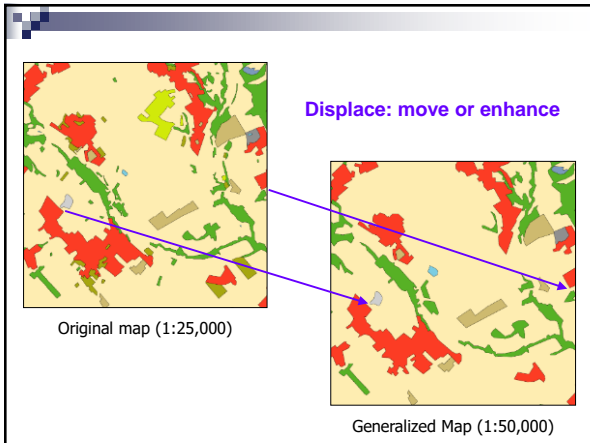 Displace: move or enhance
Original map (1:25,000)
Generalized Map (1:50,000)